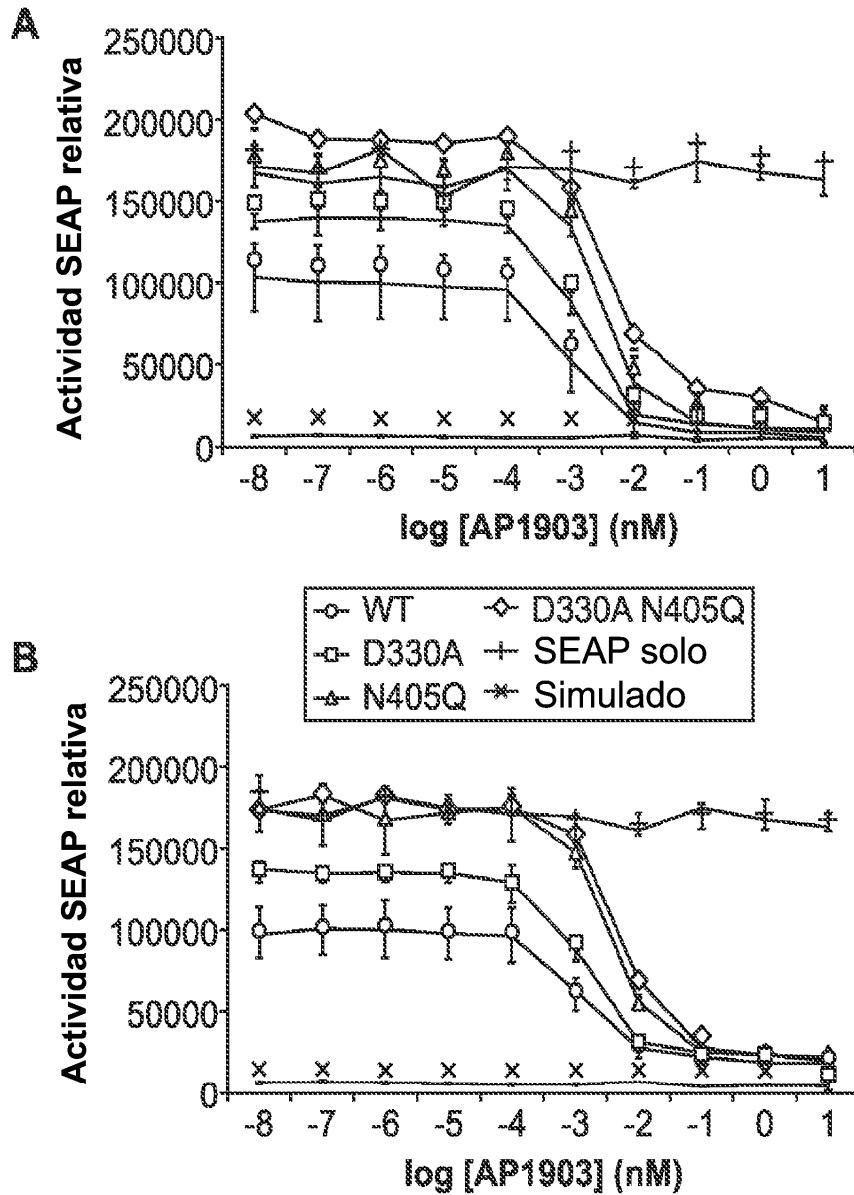 A
Actividad SEAP relativa
250000
200000
150000
100000
50000
0
-8 -7 -6 -5 -4 -3 -2 -1 0 1
log [AP1903] (nM)
WT
D330A N405Q
D330A
SEAP solo
N405Q
Simulado
B
Actividad SEAP relativa
250000
200000
150000
100000
50000
0
-8 -7 -6 -5 -4 -3 -2 -1 0 1
log [AP1903] (nM)